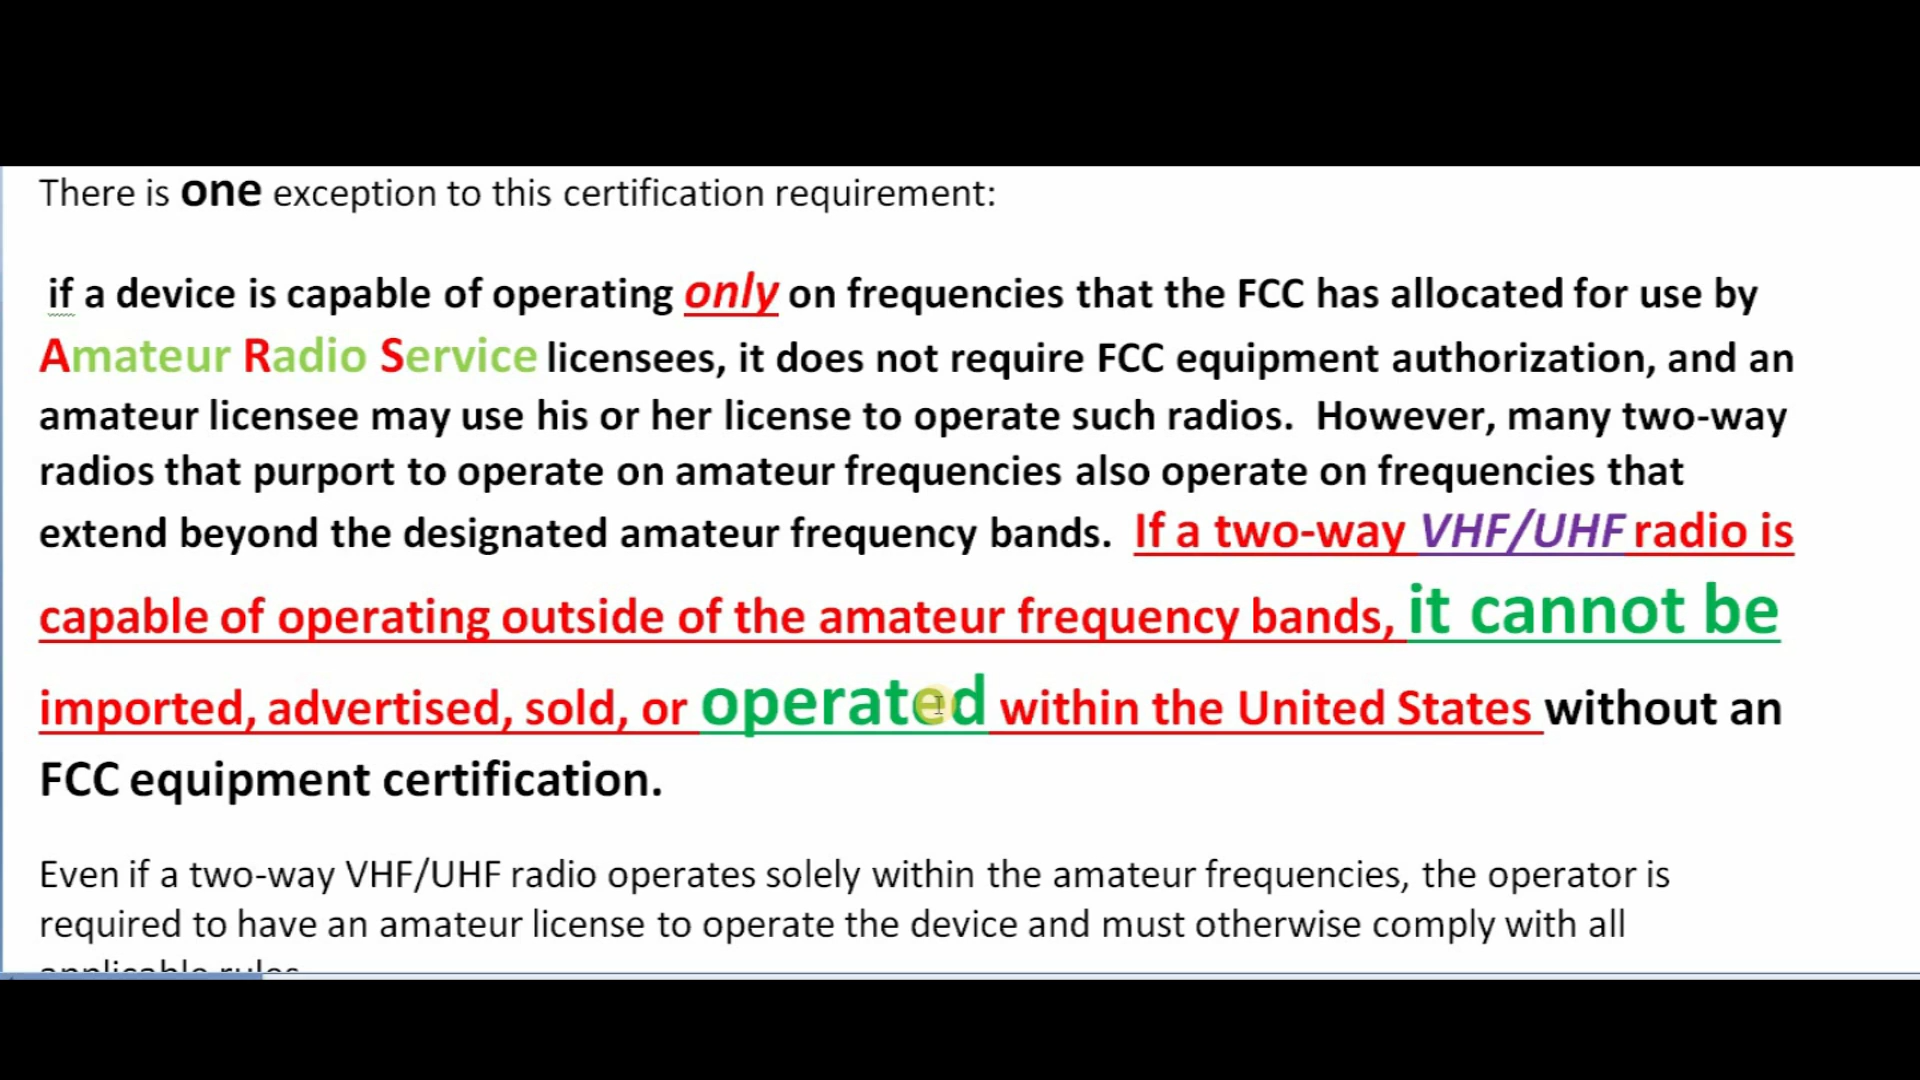 There is one exception to this certification requirement:
if a device is capable of operating only on frequencies that the FCC has allocated for use by
Amateur Radio Service licensees, it does not require FCC equipment authorization, and an
amateur licensee may use his or her license to operate such radios. However, many two-way
radios that purport to operate on amateur frequencies also operate on frequencies that
extend beyond the designated amateur frequency bands. If a two-way VHF/UHF radio is
capable of operating outside of the amateur frequency bands, it cannot be
imported, advertised, sold, or operated within the United States without an
FCC equipment certification.
Even if a two-way VHF/UHF radio operates solely within the amateur frequencies, the operator is
required to have an amateur license to operate the device and must otherwise comply with all
applicable rules